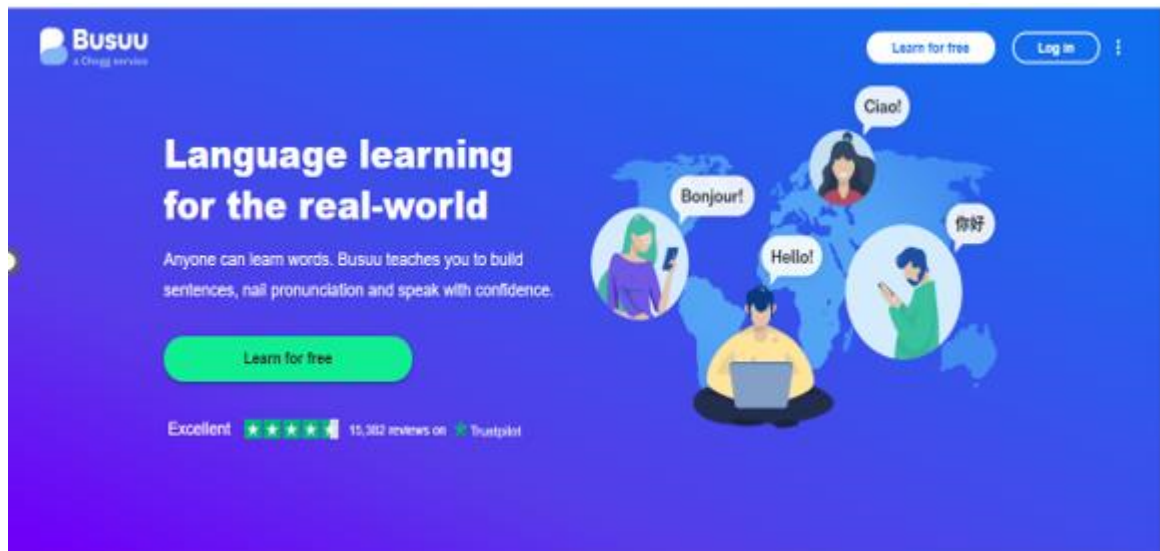 Busuu
a Chegg service
Learn for free
Log in
Language learning
for the real-world
Anyone can learn words. Busuu teaches you to build
sentences, nail pronunciation and speak with confidence.
Learn for free
Excellent 15,382 reviews on Trustpilot
Ciao!
Bonjour!
你好
Hello!